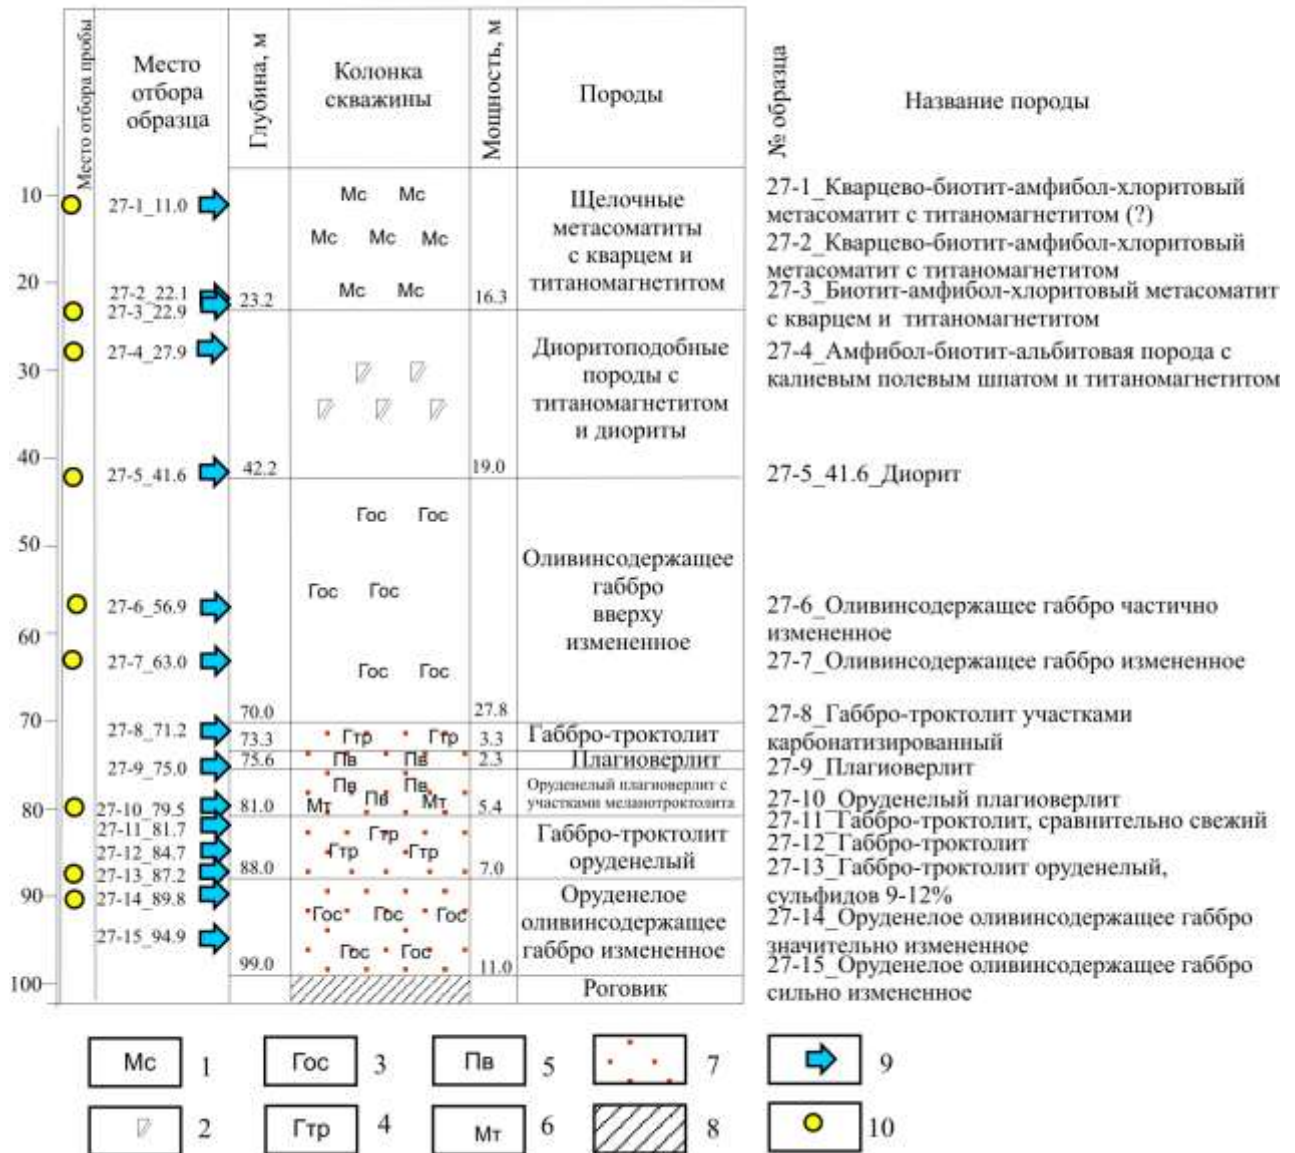 Место отбора пробы
Место
отбора
образца
Глубина, м
Колонка
скважины
Мощность, м
Породы
№ образца
Название породы
10
20
30
40
50
60
70
80
90
100
27-1_11.0
27-2_22.1
27-3_22.9
27-4_27.9
27-5_41.6
27-6_56.9
27-7_63.0
27-8_71.2
27-9_75.0
27-10_79.5
27-11_81.7
27-12_84.7
27-13_87.2
27-14_89.8
27-15_94.9
23.2
42.2
70.0
73.3
75.6
81.0
88.0
99.0
Мс Мс
Мс Мс Мс
Мс Мс
Гос Гос
Гос Гос
Гос Гос
Гтр Гтр
Пв Пв
Пв Пв
Мт Пв Мт
Гтр
Гтр Гтр
Гос Гос Гос
Гос Гос
16.3
19.0
27.8
3.3
2.3
5.4
7.0
11.0
Щелочные
метасоматиты
с кварцем и
титаномагнетитом
Диоритоподобные
породы с
титаномагнетитом
и диориты
Оливинсодержащее
габбро
вверху
измененное
Габбро-троктолит
Плагиоверлит
Оруденелый плагиоверлит с
участками меланотроктолита
Габбро-троктолит
оруденелый
Оруденелое
оливинсодержащее
габбро измененное
Роговик
27-1_Кварцево-биотит-амфибол-хлоритовый
метасоматит с титаномагнетитом (?)
27-2_Кварцево-биотит-амфибол-хлоритовый
метасоматит с титаномагнетитом
27-3_Биотит-амфибол-хлоритовый метасоматит
с кварцем и титаномагнетитом
27-4_Амфибол-биотит-альбитовая порода с
калиевым полевым шпатом и титаномагнетитом
27-5_41.6_Диорит
27-6_Оливинсодержащее габбро частично
измененное
27-7_Оливинсодержащее габбро измененное
27-8_Габбро-троктолит участками
карбонатизированный
27-9_Плагиоверлит
27-10_Оруденелый плагиоверлит
27-11_Габбро-троктолит, сравнительно свежий
27-12_Габбро-троктолит
27-13_Габбро-троктолит оруденелый,
сульфидов 9-12%
27-14_Оруденелое оливинсодержащее габбро
значительно измененное
27-15_Оруденелое оливинсодержащее габбро
сильно измененное
Мс 1 Гос 3 Пв 5 7 9
2 Гтр 4 Мт 6 8 10